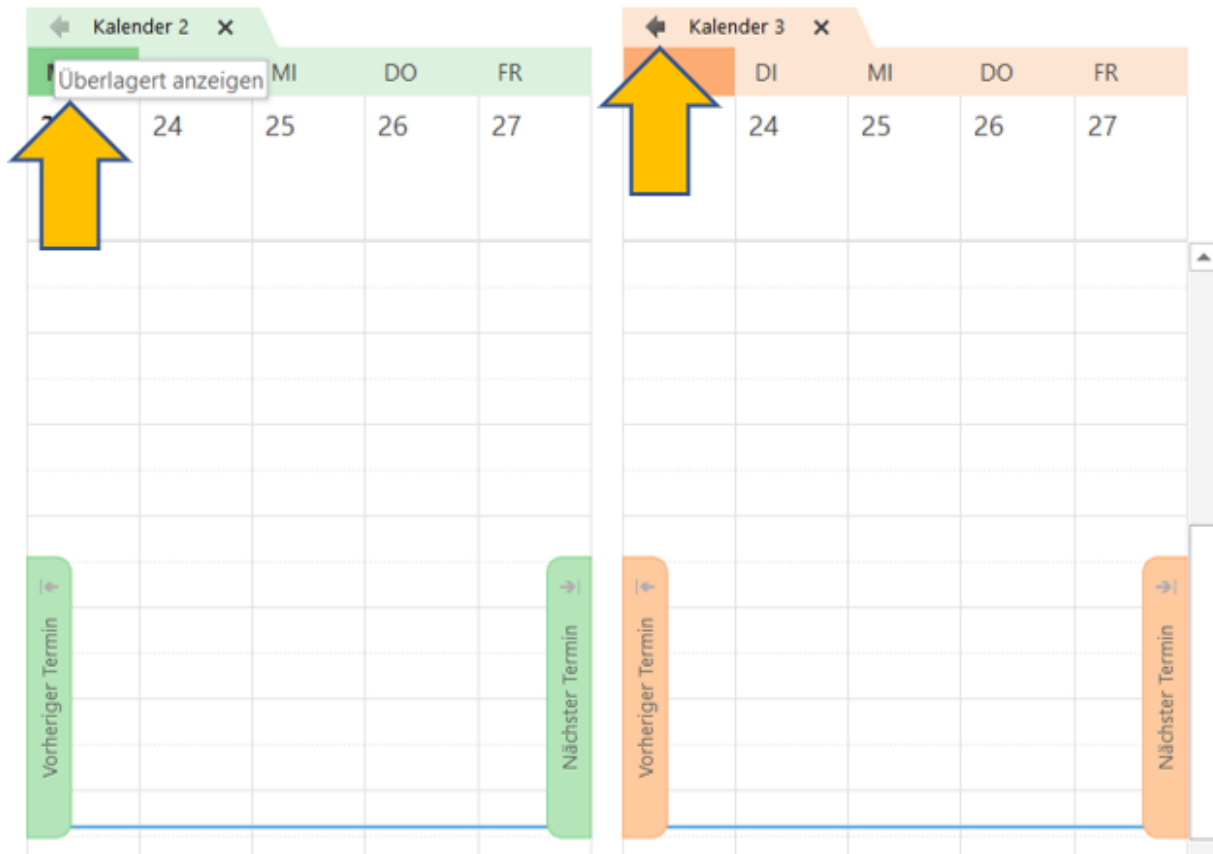 Kalender 2
Überlagert anzeigen MI DO FR
24 25 26 27
Vorheriger Termin
Nächster Termin
Kalender 3
DI MI DO FR
24 25 26 27
Vorheriger Termin
Nächster Termin